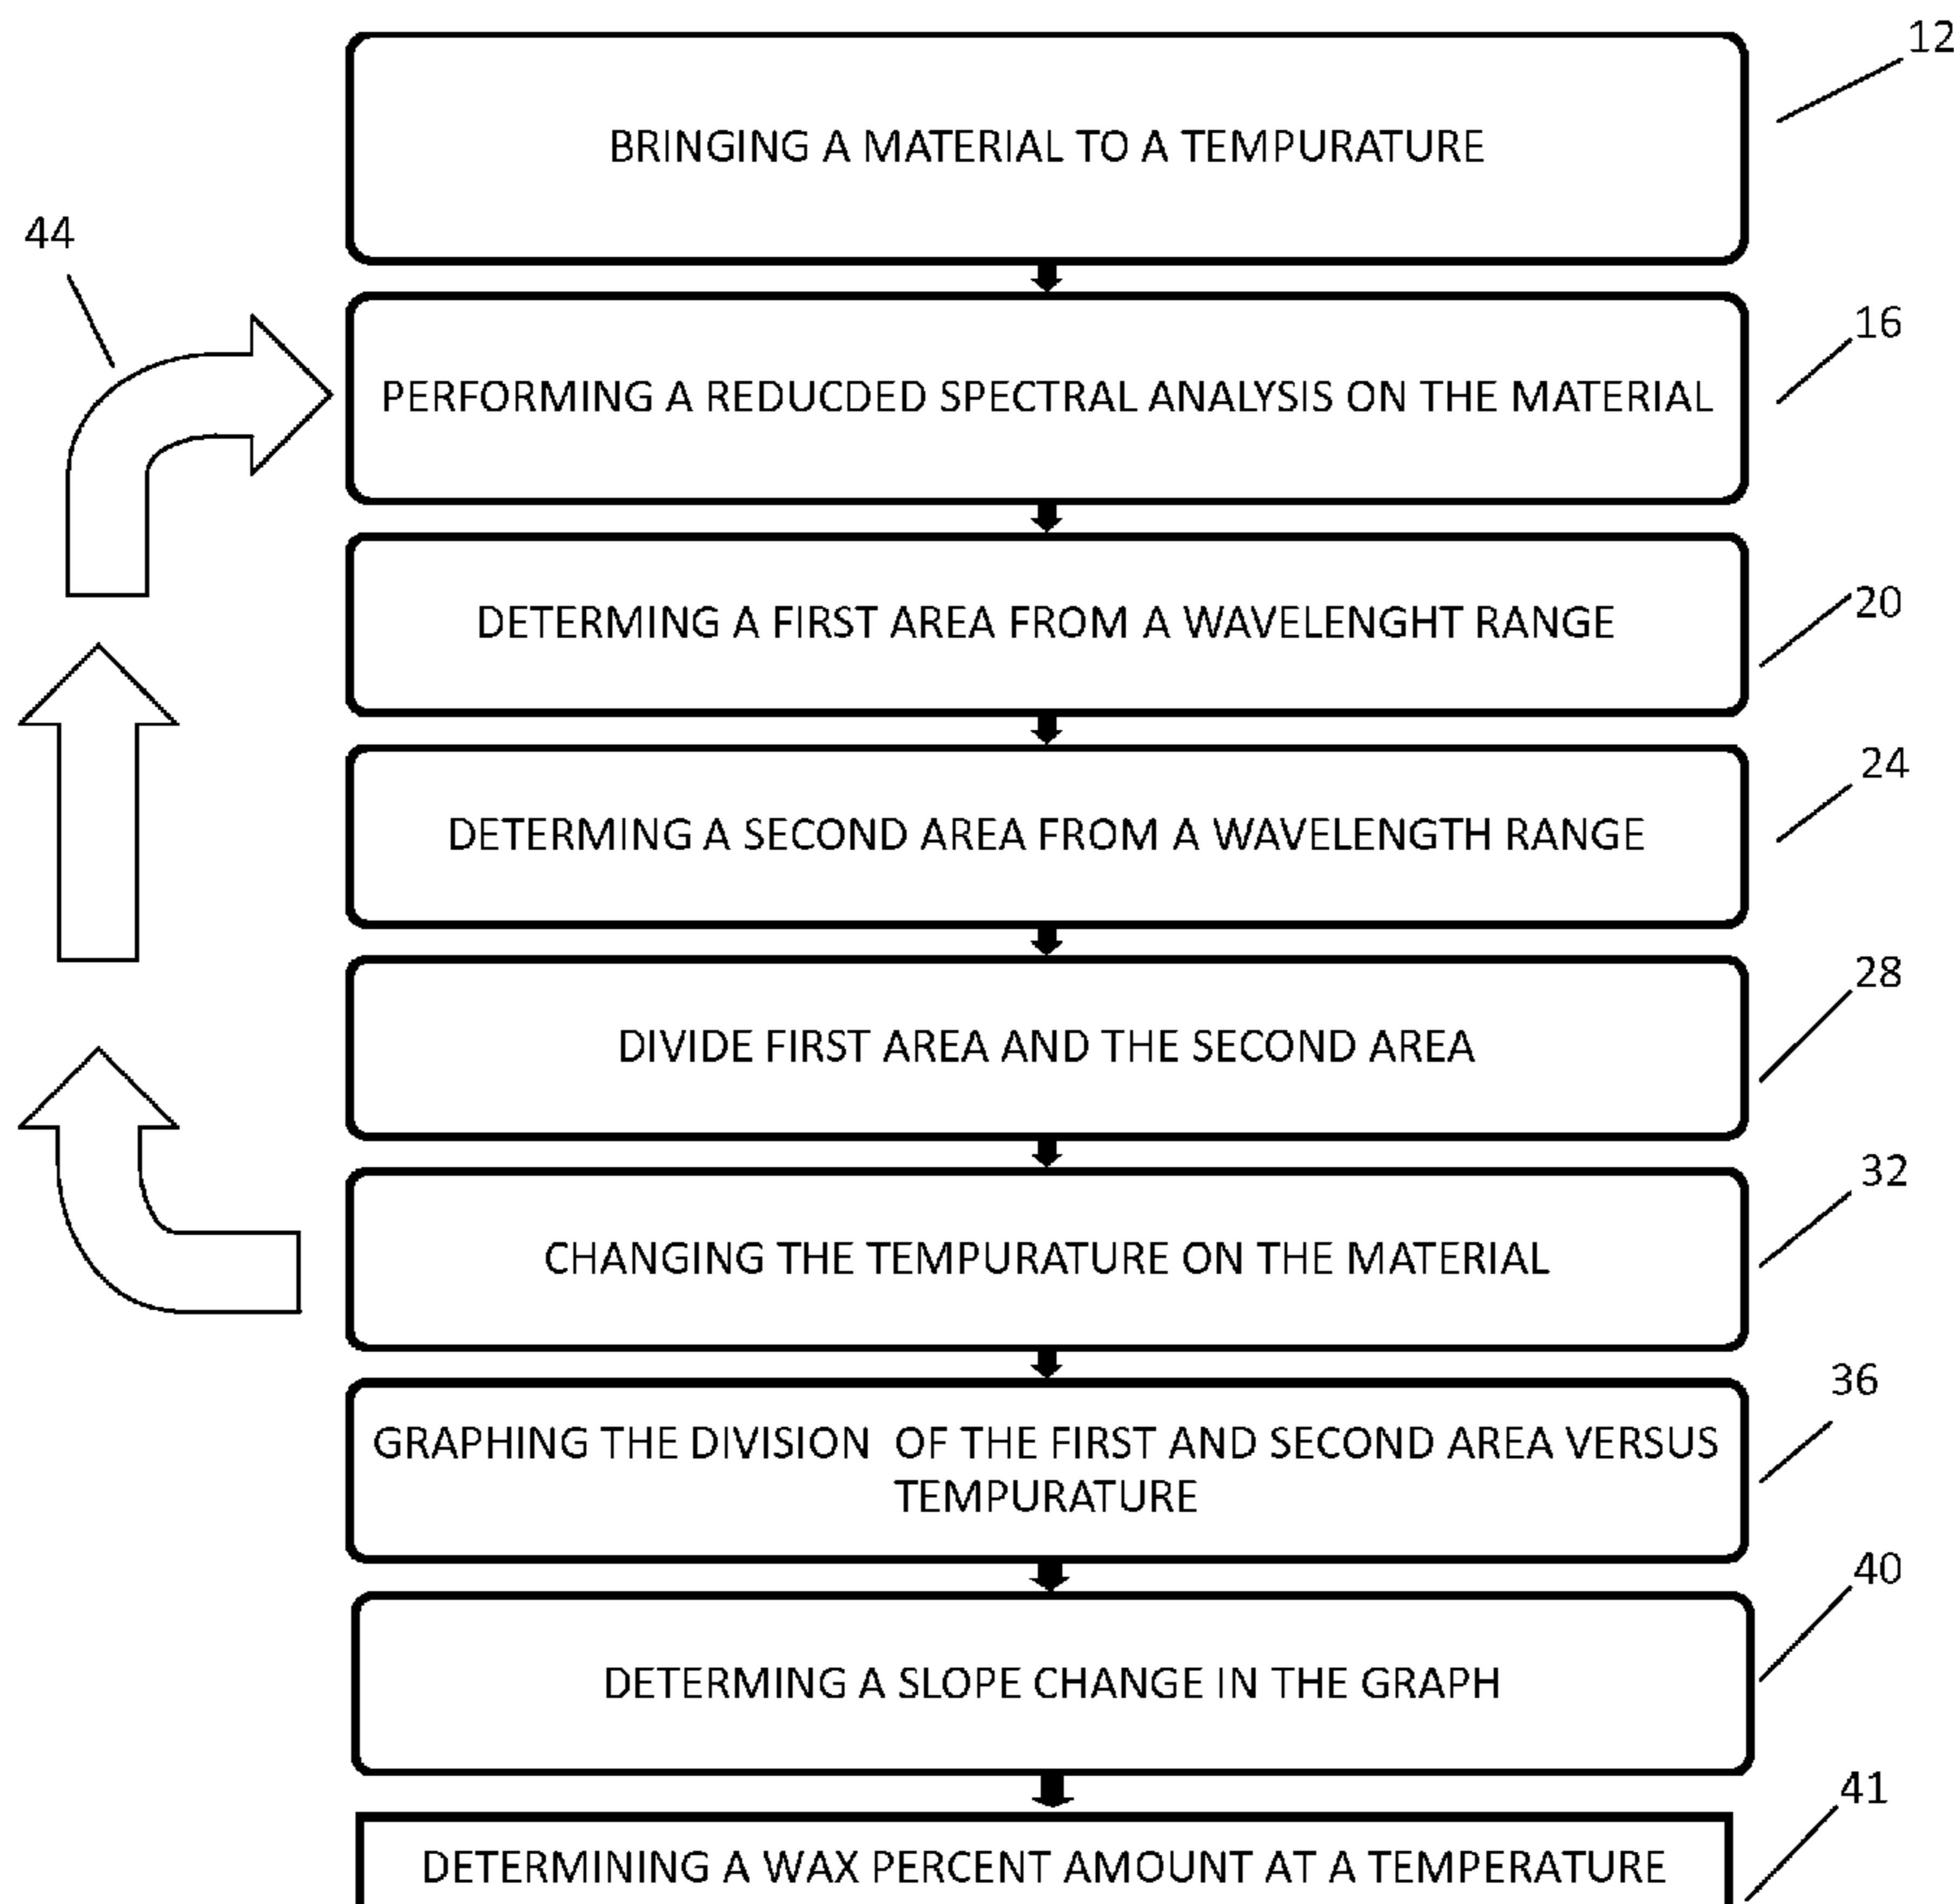 12
BRINGING A MATERIAL TO A TEMPURATURE
44
16
PERFORMING A REDUCDED SPECTRAL ANALYSIS ON THE MATERIAL
20
DETERMING A FIRST AREA FROM A WAVELENGHT RANGE
24
DETERMING A SECOND AREA FROM A WAVELENGTH RANGE
28
DIVIDE FIRST AREA AND THE SECOND AREA
32
CHANGING THE TEMPURATURE ON THE MATERIAL
36
GRAPHING THE DIVISION OF THE FIRST AND SECOND AREA VERSUS
TEMPURATURE
40
DETERMING A SLOPE CHANGE IN THE GRAPH
41
DETERMINING A WAX PERCENT AMOUNT AT A TEMPERATURE